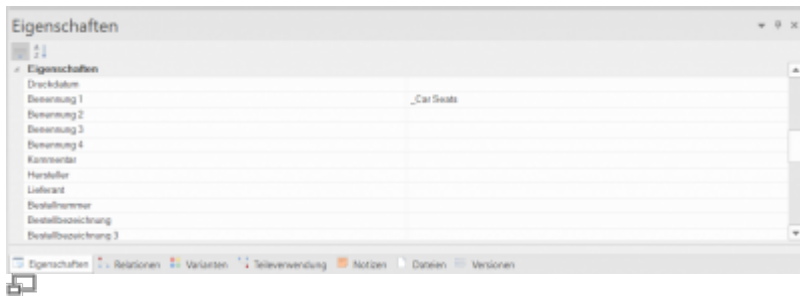 Eigenschaften
Eigenschaften
Druckdatum
Benennung 1 _Car Seats
Benennung 2
Benennung 3
Benennung 4
Kommentar
Hersteller
Lieferant
Bestellnummer
Bestellbezeichnung
Bestellbezeichnung 3
Eigenschaften Relationen Varianten Teileverwendung Notizen Dateien Versionen